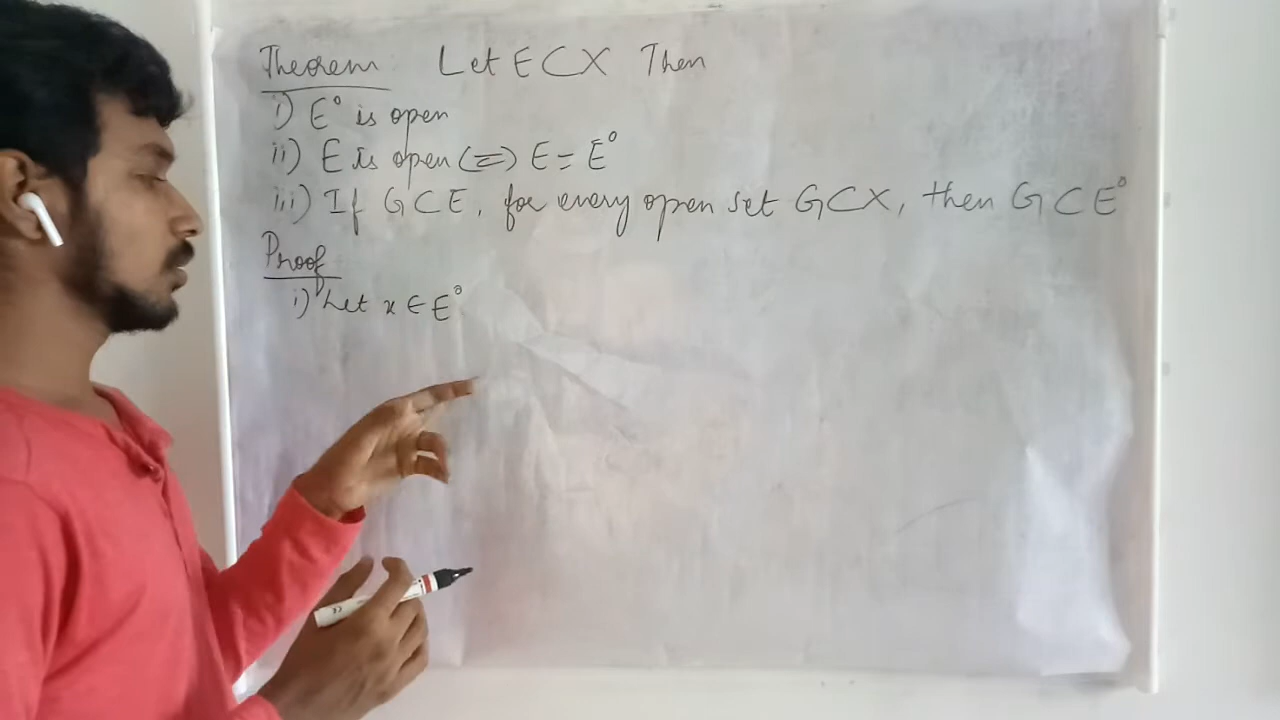 Theorem Let E ⊂ X Then
i) E° is open
ii) E is open ⟺ E = E°
iii) If G ⊂ E, for every open set G ⊂ X, then G ⊂ E°
Proof
i) Let x ∈ E°